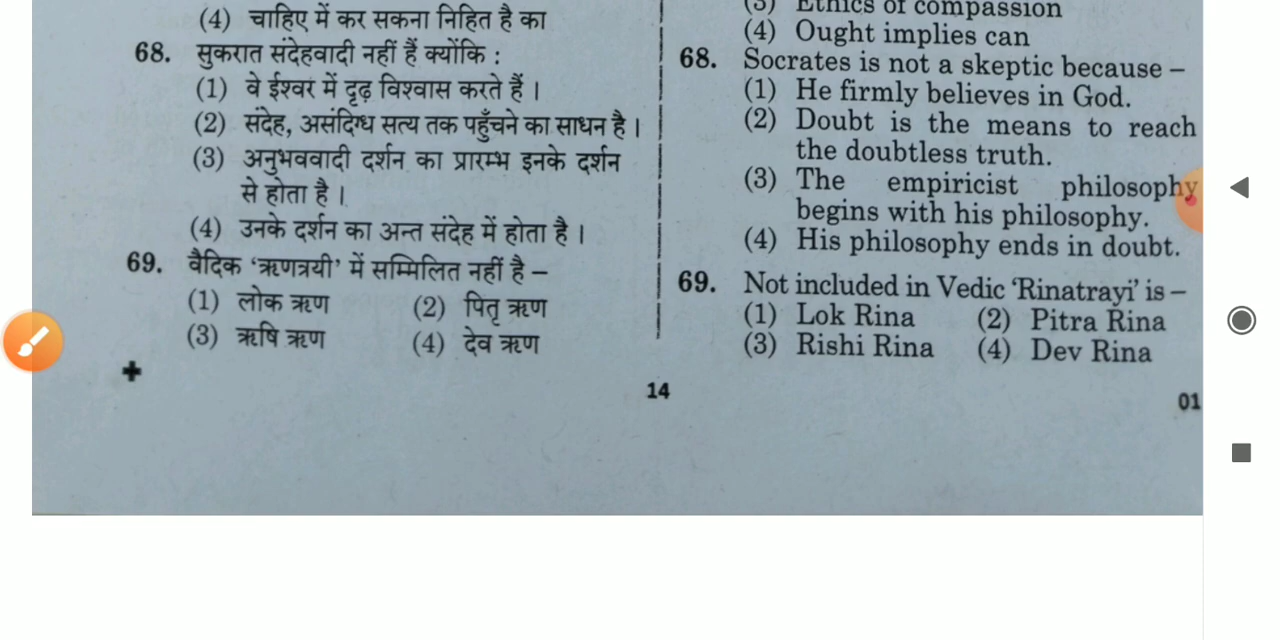 (4) चाहिए में कर सकना निहित है का
68. सुकरात संदेहवादी नहीं हैं क्योंकि :
(1) वे ईश्वर में दृढ़ विश्वास करते हैं ।
(2) संदेह, असंदिग्ध सत्य तक पहुँचने का साधन है ।
(3) अनुभववादी दर्शन का प्रारम्भ इनके दर्शन
से होता है ।
(4) उनके दर्शन का अन्त संदेह में होता है ।
69. वैदिक ‘ऋणत्रयी’ में सम्मिलित नहीं है –
(1) लोक ऋण (2) पितृ ऋण
(3) ऋषि ऋण (4) देव ऋण
(3) Ethics of compassion
(4) Ought implies can
68. Socrates is not a skeptic because –
(1) He firmly believes in God.
(2) Doubt is the means to reach
the doubtless truth.
(3) The empiricist philosophy
begins with his philosophy.
(4) His philosophy ends in doubt.
69. Not included in Vedic ‘Rinatrayi’ is –
(1) Lok Rina (2) Pitra Rina
(3) Rishi Rina (4) Dev Rina
14
01